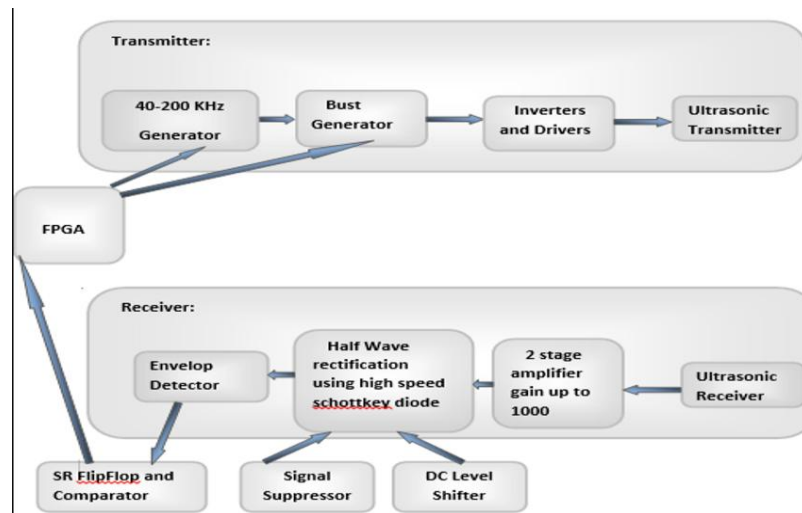 Transmitter:
40-200 KHz
Generator
Bust
Generator
Inverters
and Drivers
Ultrasonic
Transmitter
FPGA
Receiver:
Envelop
Detector
Half Wave
rectification
using high speed
schottkey diode
2 stage
amplifier
gain up to
1000
Ultrasonic
Receiver
SR FlipFlop and
Comparator
Signal
Suppressor
DC Level
Shifter